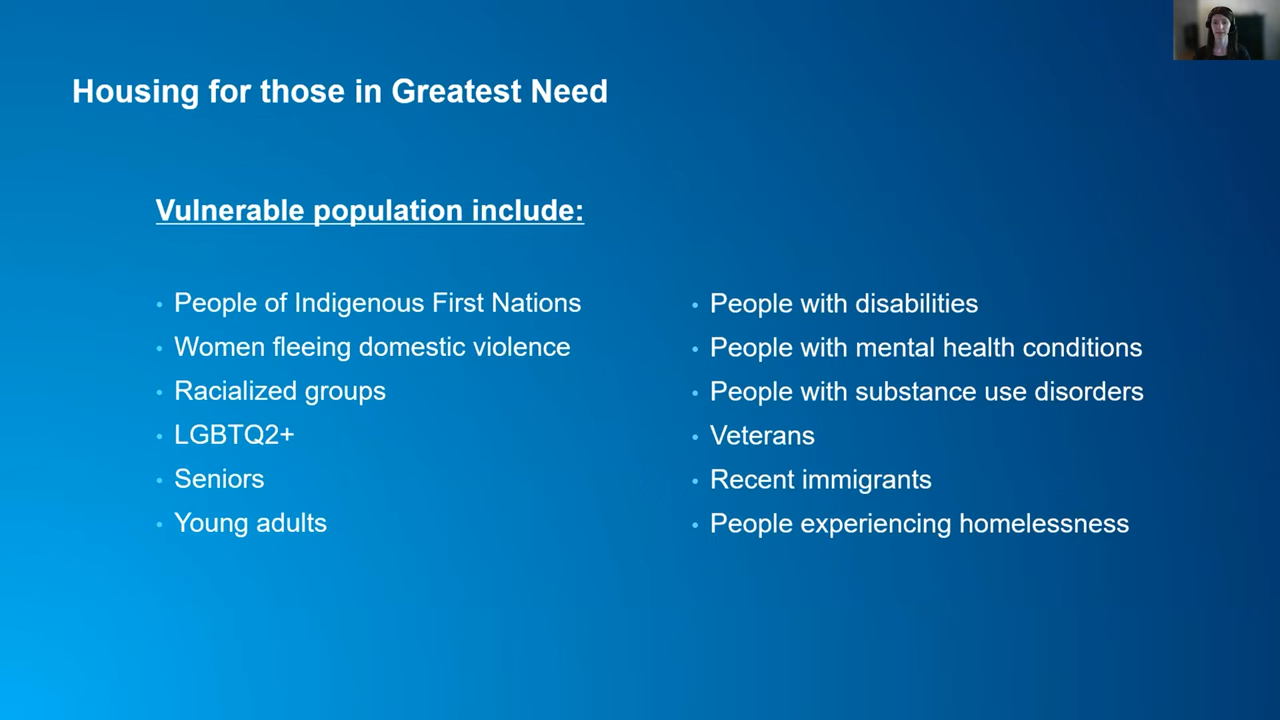 Housing for those in Greatest Need
Vulnerable population include:
• People of Indigenous First Nations
• Women fleeing domestic violence
• Racialized groups
• LGBTQ2+
• Seniors
• Young adults
• People with disabilities
• People with mental health conditions
• People with substance use disorders
• Veterans
• Recent immigrants
• People experiencing homelessness